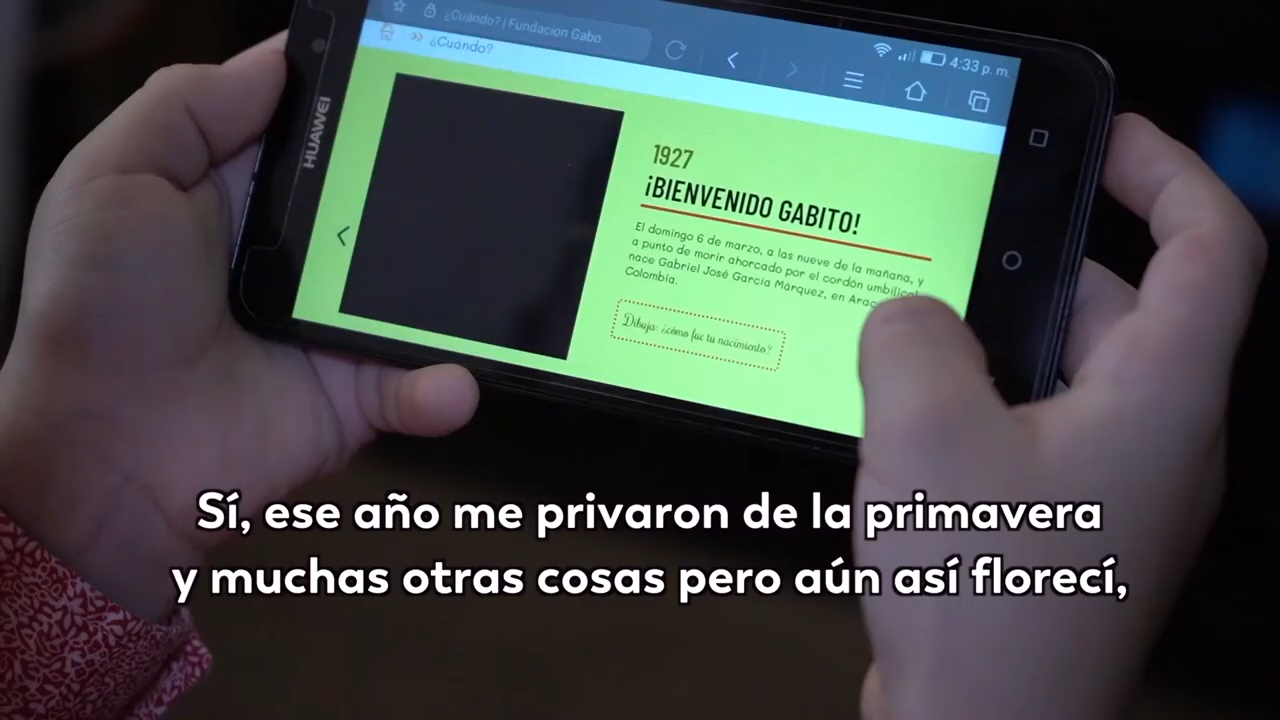 ¿Cuándo? | Fundacion Gabo
4:33 p. m.
¿Cuándo?
HUAWEI
1927
¡BIENVENIDO GABITO!
El domingo 6 de marzo, a las nueve de la mañana, y
a punto de morir ahorcado por el cordón umbilical
nace Gabriel José García Márquez, en
Colombia.
Dibuja: ¿cómo fue tu nacimiento?
Sí, ese año me privaron de la primavera
y muchas otras cosas pero aún así florecí,